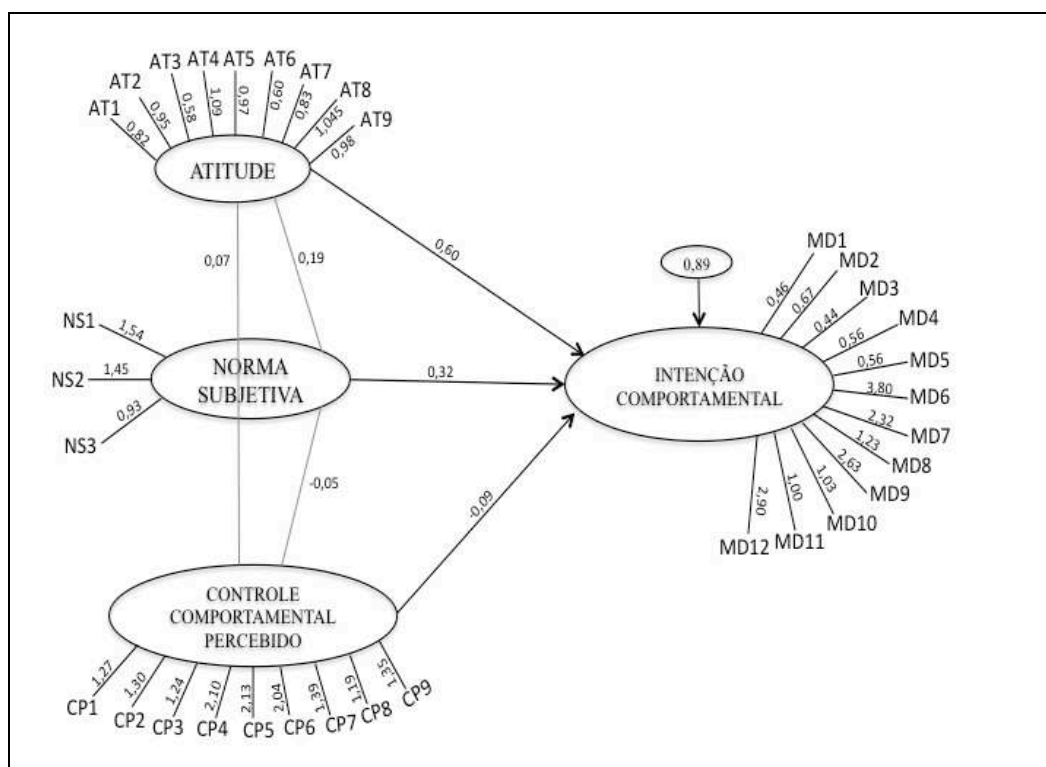 AT1
AT2
AT3
AT4
AT5
AT6
AT7
AT8
AT9
0,82
0,95
0,58
1,09
0,97
0,60
0,83
1,045
0,98
ATITUDE
0,07
0,19
0,60
NS1
NS2
NS3
1,54
1,45
0,93
NORMA
SUBJETIVA
0,32
-0,05
-0,09
0,89
INTENÇÃO
COMPORTAMENTAL
MD1
MD2
MD3
MD4
MD5
MD6
MD7
MD8
MD9
MD10
MD11
MD12
0,46
0,67
0,44
0,56
0,56
3,80
2,32
1,23
2,63
1,03
1,00
2,90
CONTROLE
COMPORTAMENTAL
PERCEBIDO
1,27
1,30
1,24
2,10
2,13
2,04
1,39
1,19
1,35
CP1
CP2
CP3
CP4
CP5
CP6
CP7
CP8
CP9